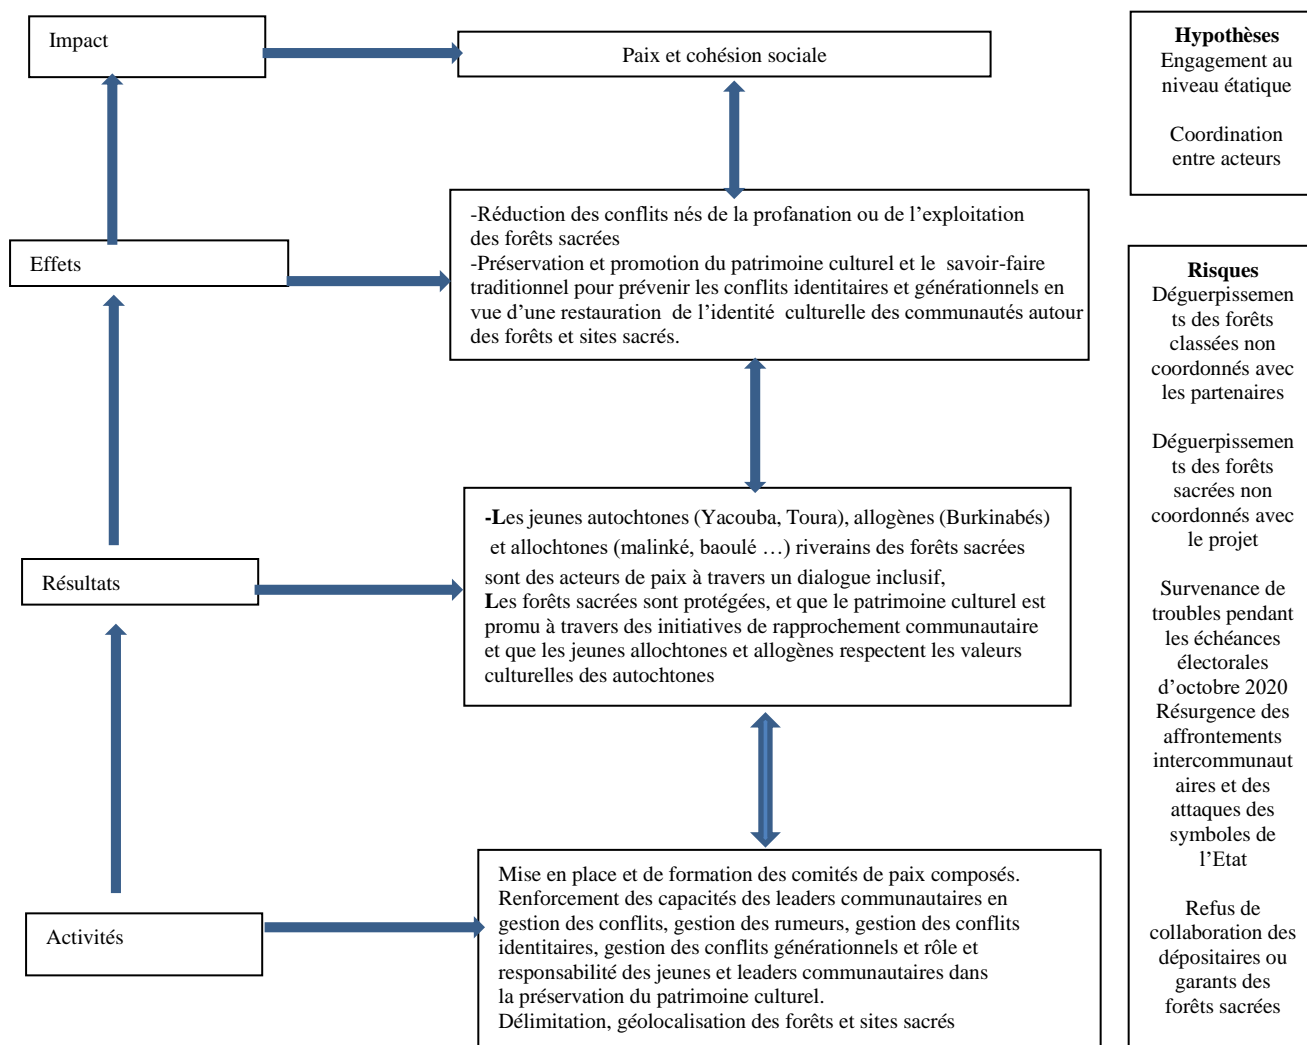 Impact
Paix et cohésion sociale
Hypothèses
Engagement au
niveau étatique
Coordination
entre acteurs
Effets
-Réduction des conflits nés de la profanation ou de l’exploitation
des forêts sacrées
-Préservation et promotion du patrimoine culturel et le savoir-faire
traditionnel pour prévenir les conflits identitaires et générationnels en
vue d’une restauration de l’identité culturelle des communautés autour
des forêts et sites sacrés.
Résultats
-Les jeunes autochtones (Yacouba, Toura), allogènes (Burkinabés)
et allochtones (malinké, baoulé …) riverains des forêts sacrées
sont des acteurs de paix à travers un dialogue inclusif,
Les forêts sacrées sont protégées, et que le patrimoine culturel est
promu à travers des initiatives de rapprochement communautaire
et que les jeunes allochtones et allogènes respectent les valeurs
culturelles des autochtones
Activités
Mise en place et de formation des comités de paix composés.
Renforcement des capacités des leaders communautaires en
gestion des conflits, gestion des rumeurs, gestion des conflits
identitaires, gestion des conflits générationnels et rôle et
responsabilité des jeunes et leaders communautaires dans
la préservation du patrimoine culturel.
Délimitation, géolocalisation des forêts et sites sacrés
Risques
Déguerpissemen
ts des forêts
classées non
coordonnés avec
les partenaires
Déguerpissemen
ts des forêts
sacrées non
coordonnés avec
le projet
Survenance de
troubles pendant
les échéances
électorales
d’octobre 2020
Résurgence des
affrontements
intercommunaut
aires et des
attaques des
symboles de
l’Etat
Refus de
collaboration des
dépositaires ou
garants des
forêts sacrées